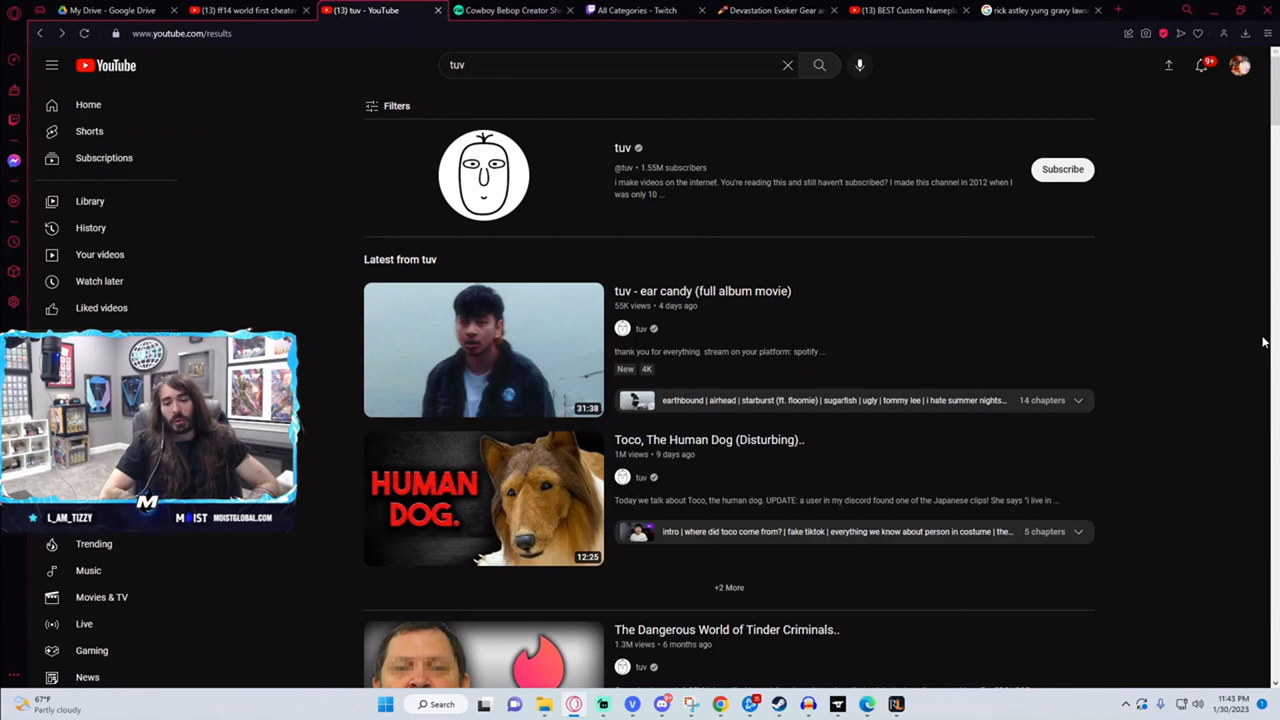 My Drive - Google Drive
(13) ff14 world first cheater
(13) tuv - YouTube
Cowboy Bebop Creator Sh
All Categories - Twitch
Devastation Evoker Gear a
(13) BEST Custom Namepl
rick astley yung gravy laws
www.youtube.com/results
YouTube
tuv
9+
Home
Shorts
Subscriptions
Library
History
Your videos
Watch later
Liked videos
Trending
Music
Movies & TV
Live
Gaming
News
Filters
tuv
@tuv • 1.55M subscribers
i make videos on the internet. You're reading this and still haven't subscribed? I made this channel in 2012 when I
was only 10 ...
Subscribe
Latest from tuv
31:38
tuv - ear candy (full album movie)
55K views • 4 days ago
tuv
thank you for everything. stream on your platform: spotify ...
New 4K
earthbound | airhead | starburst (ft. floomie) | sugarfish | ugly | tommy lee | i hate summer nights...
14 chapters
HUMAN
DOG.
12:25
Toco, The Human Dog (Disturbing)..
1M views • 9 days ago
tuv
Today we talk about Toco, the human dog. UPDATE: a user in my discord found one of the Japanese clips! She says "i live in ...
intro | where did toco come from? | fake tiktok | everything we know about person in costume | the...
5 chapters
+2 More
The Dangerous World of Tinder Criminals..
1.3M views • 6 months ago
tuv
M
L_AM_TIZZY
MOIST
MOISTGLOBAL.COM
67°F
Partly cloudy
Search
11:43 PM
1/30/2023